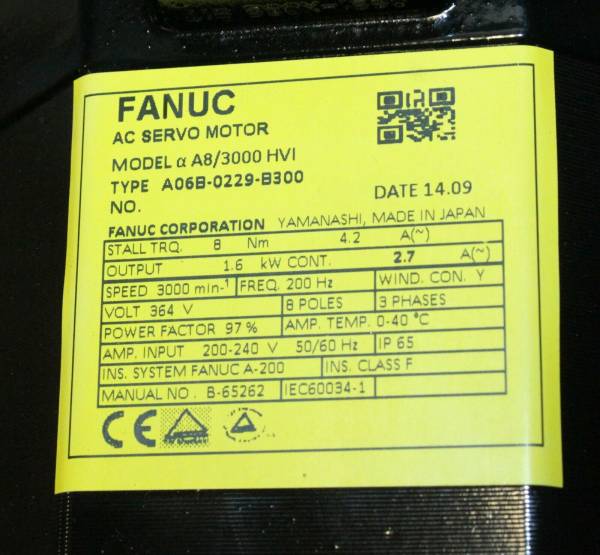 FANUC
AC SERVO MOTOR
MODEL α A8/3000 HVI
TYPE A06B-0229-B300
NO.
DATE 14.09
FANUC CORPORATION YAMANASHI, MADE IN JAPAN
STALL TRQ. 8 Nm 4.2 A(~)
OUTPUT 1.6 kW CONT. 2.7 A(~)
SPEED 3000 min-¹ FREQ. 200 Hz WIND. CON. Y
VOLT 364 V 8 POLES 3 PHASES
POWER FACTOR 97 % AMP. TEMP. 0-40 °C
AMP. INPUT 200-240 V 50/60 Hz IP 65
INS. SYSTEM FANUC A-200 INS. CLASS F
MANUAL NO. B-65262 IEC60034-1
CE